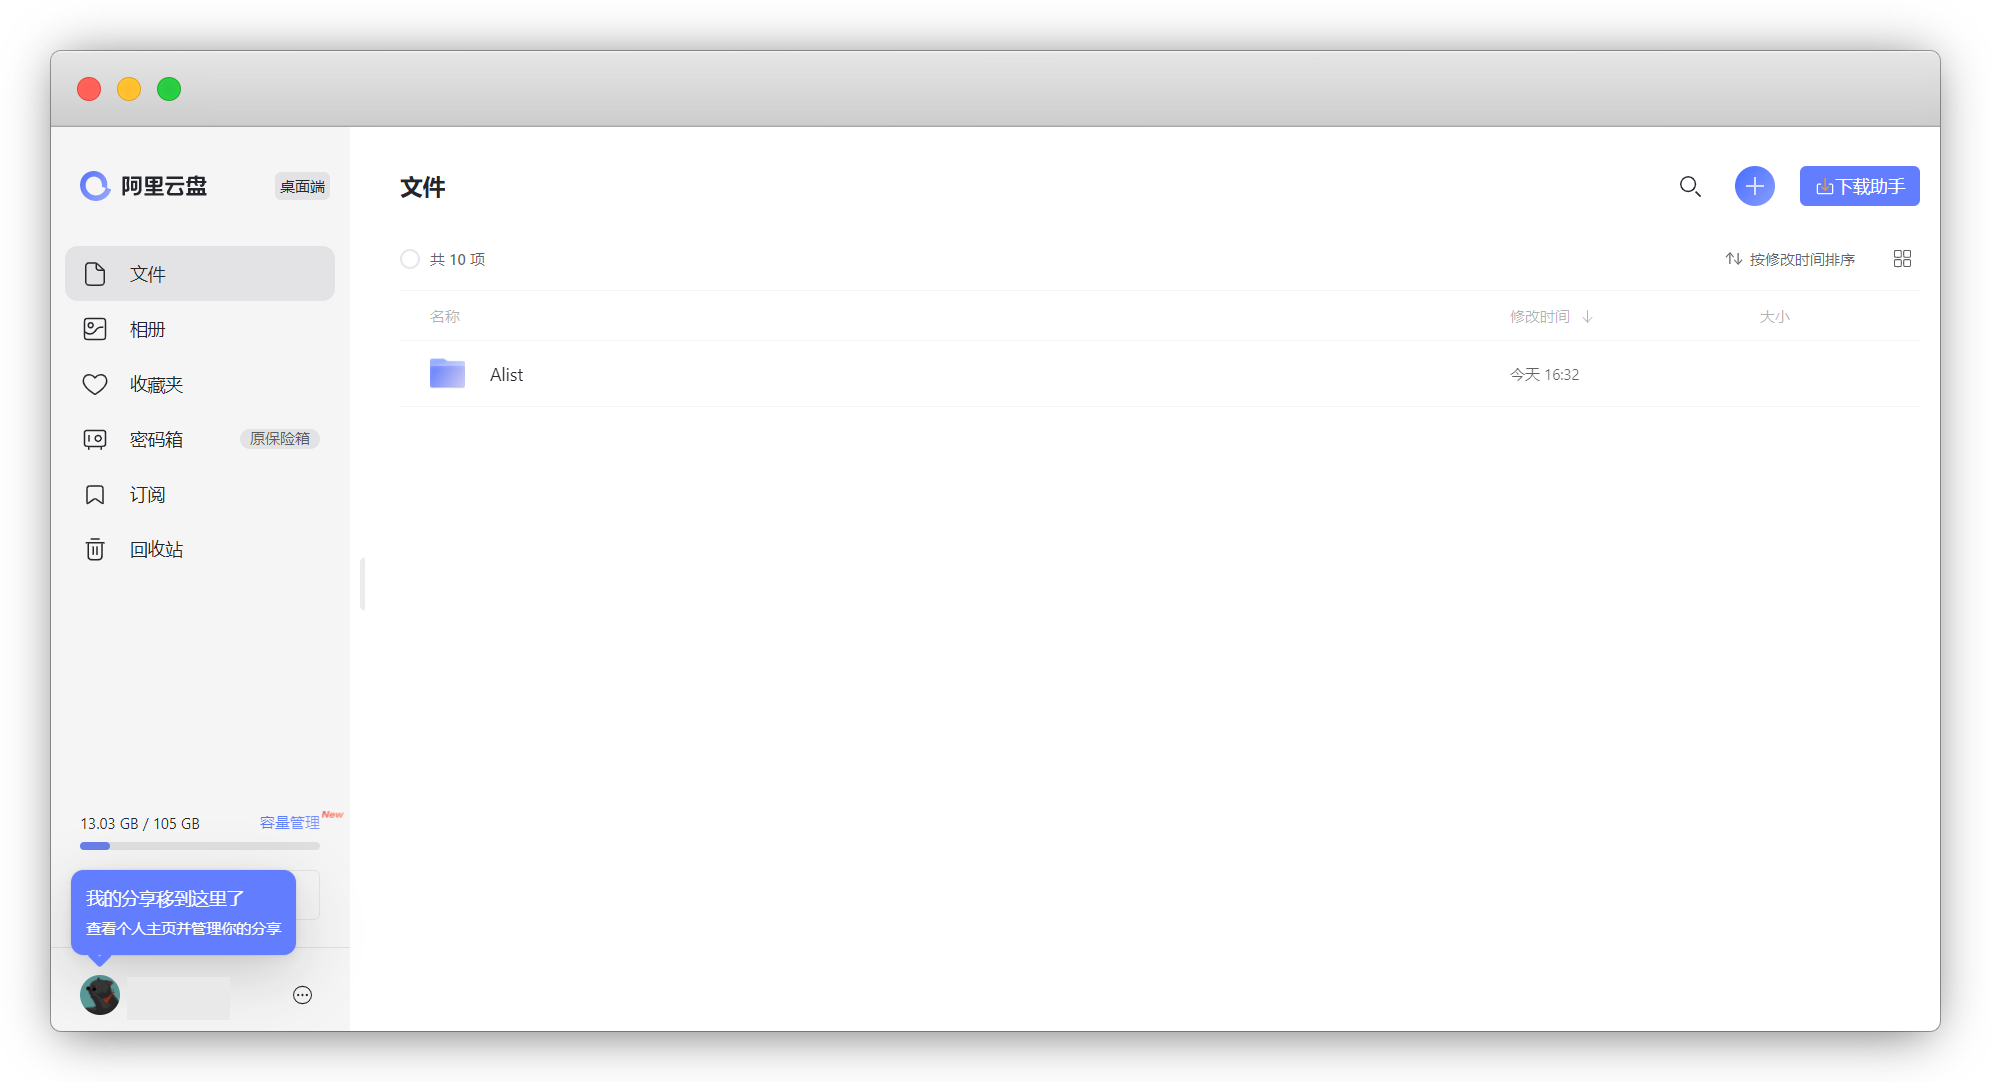 阿里云盘
桌面端
文件
相册
收藏夹
密码箱
原保险箱
订阅
回收站
13.03 GB / 105 GB
容量管理
New
我的分享移到这里了
查看个人主页并管理你的分享
文件
下载助手
共 10 项
按修改时间排序
名称
修改时间
大小
Alist
今天 16:32